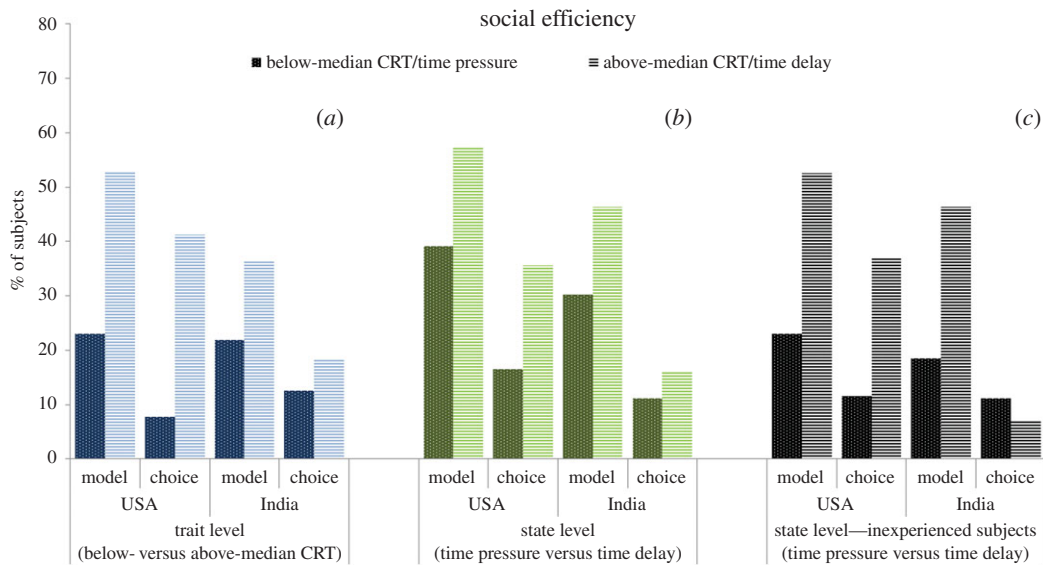 social efficiency
80
70
60
50
40
30
20
10
0
% of subjects
below-median CRT/time pressure
above-median CRT/time delay
(a)
(b)
(c)
model choice model choice
USA India
trait level
(below- versus above-median CRT)
model choice model choice
USA India
state level
(time pressure versus time delay)
model choice model choice
USA India
state level—inexperienced subjects
(time pressure versus time delay)